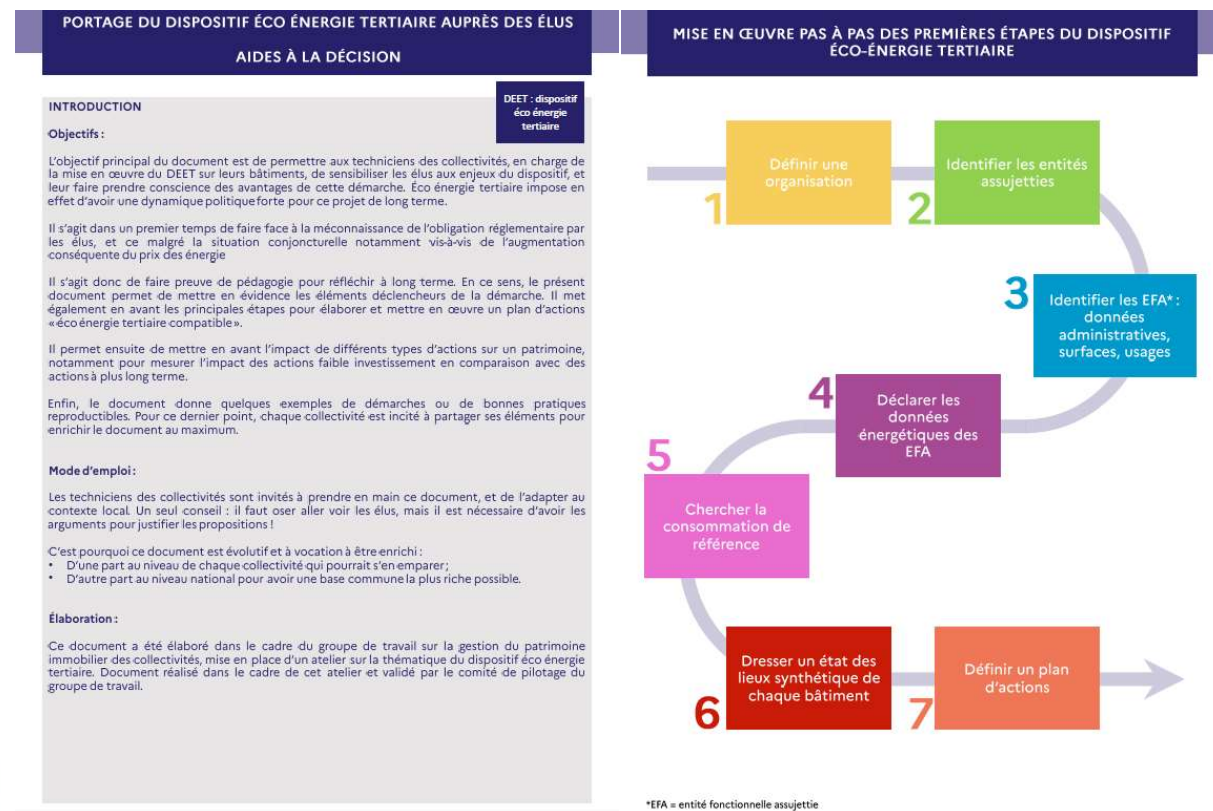 PORTAGE DU DISPOSITIF ÉCO ÉNERGIE TERTIAIRE AUPRÈS DES ÉLUS
AIDES À LA DÉCISION
DEET : dispositif
éco énergie
tertiaire
INTRODUCTION
Objectifs :
L'objectif principal du document est de permettre aux techniciens des collectivités, en charge de
la mise en œuvre du DEET sur leurs bâtiments, de sensibiliser les élus aux enjeux du dispositif, et
leur faire prendre conscience des avantages de cette démarche. Éco énergie tertiaire impose en
effet d'avoir une dynamique politique forte pour ce projet de long terme.
Il s'agit dans un premier temps de faire face à la méconnaissance de l'obligation réglementaire par
les élus, et ce malgré la situation conjoncturelle notamment vis-à-vis de l'augmentation
conséquente du prix des énergie
Il s'agit donc de faire preuve de pédagogie pour réfléchir à long terme. En ce sens, le présent
document permet de mettre en évidence les éléments déclencheurs de la démarche. Il met
également en avant les principales étapes pour élaborer et mettre en œuvre un plan d'actions
«éco énergie tertiaire compatible».
Il permet ensuite de mettre en avant l'impact de différents types d'actions sur un patrimoine,
notamment pour mesurer l'impact des actions faible investissement en comparaison avec des
actions à plus long terme.
Enfin, le document donne quelques exemples de démarches ou de bonnes pratiques
reproductibles. Pour ce dernier point, chaque collectivité est incité à partager ses éléments pour
enrichir le document au maximum.
Mode d'emploi :
Les techniciens des collectivités sont invités à prendre en main ce document, et de l'adapter au
contexte local. Un seul conseil : il faut oser aller voir les élus, mais il est nécessaire d'avoir les
arguments pour justifier les propositions !
C'est pourquoi ce document est évolutif et à vocation à être enrichi :
• D'une part au niveau de chaque collectivité qui pourrait s'en emparer ;
• D'autre part au niveau national pour avoir une base commune la plus riche possible.
Élaboration :
Ce document a été élaboré dans le cadre du groupe de travail sur la gestion du patrimoine
immobilier des collectivités, mise en place d'un atelier sur la thématique du dispositif éco énergie
tertiaire. Document réalisé dans le cadre de cet atelier et validé par le comité de pilotage du
groupe de travail.
MISE EN ŒUVRE PAS À PAS DES PREMIÈRES ÉTAPES DU DISPOSITIF
ÉCO-ÉNERGIE TERTIAIRE
1
Définir une
organisation
2
Identifier les entités
assujetties
3
Identifier les EFA* :
données
administratives,
surfaces, usages
4
Déclarer les
données
énergétiques des
EFA
5
Chercher la
consommation de
référence
6
Dresser un état des
lieux synthétique de
chaque bâtiment
7
Définir un plan
d'actions
*EFA = entité fonctionnelle assujettie